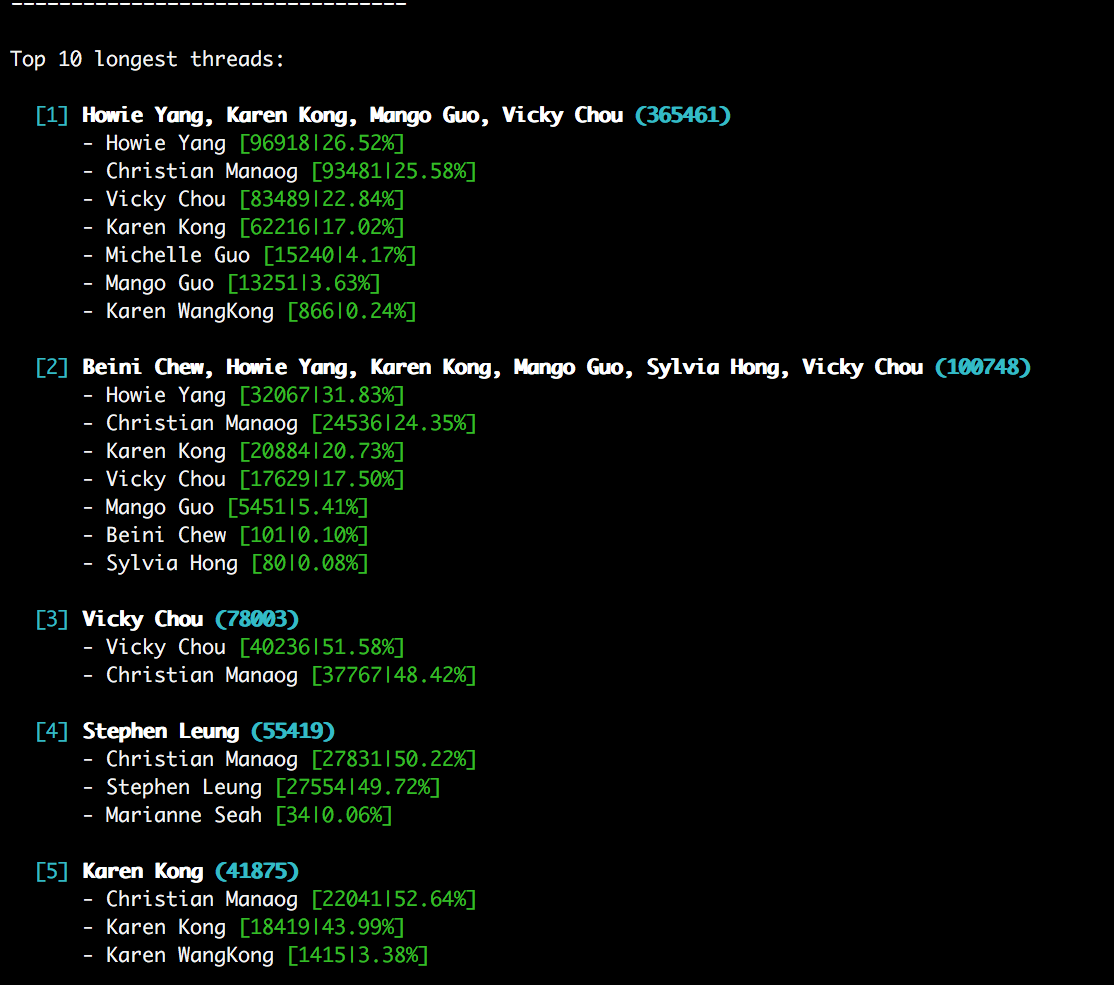 ---------------------------------
Top 10 longest threads:
[1] Howie Yang, Karen Kong, Mango Guo, Vicky Chou (365461)
- Howie Yang [96918|26.52%]
- Christian Manaog [93481|25.58%]
- Vicky Chou [83489|22.84%]
- Karen Kong [62216|17.02%]
- Michelle Guo [15240|4.17%]
- Mango Guo [13251|3.63%]
- Karen WangKong [866|0.24%]
[2] Beini Chew, Howie Yang, Karen Kong, Mango Guo, Sylvia Hong, Vicky Chou (100748)
- Howie Yang [32067|31.83%]
- Christian Manaog [24536|24.35%]
- Karen Kong [20884|20.73%]
- Vicky Chou [17629|17.50%]
- Mango Guo [5451|5.41%]
- Beini Chew [101|0.10%]
- Sylvia Hong [80|0.08%]
[3] Vicky Chou (78003)
- Vicky Chou [40236|51.58%]
- Christian Manaog [37767|48.42%]
[4] Stephen Leung (55419)
- Christian Manaog [27831|50.22%]
- Stephen Leung [27554|49.72%]
- Marianne Seah [34|0.06%]
[5] Karen Kong (41875)
- Christian Manaog [22041|52.64%]
- Karen Kong [18419|43.99%]
- Karen WangKong [1415|3.38%]